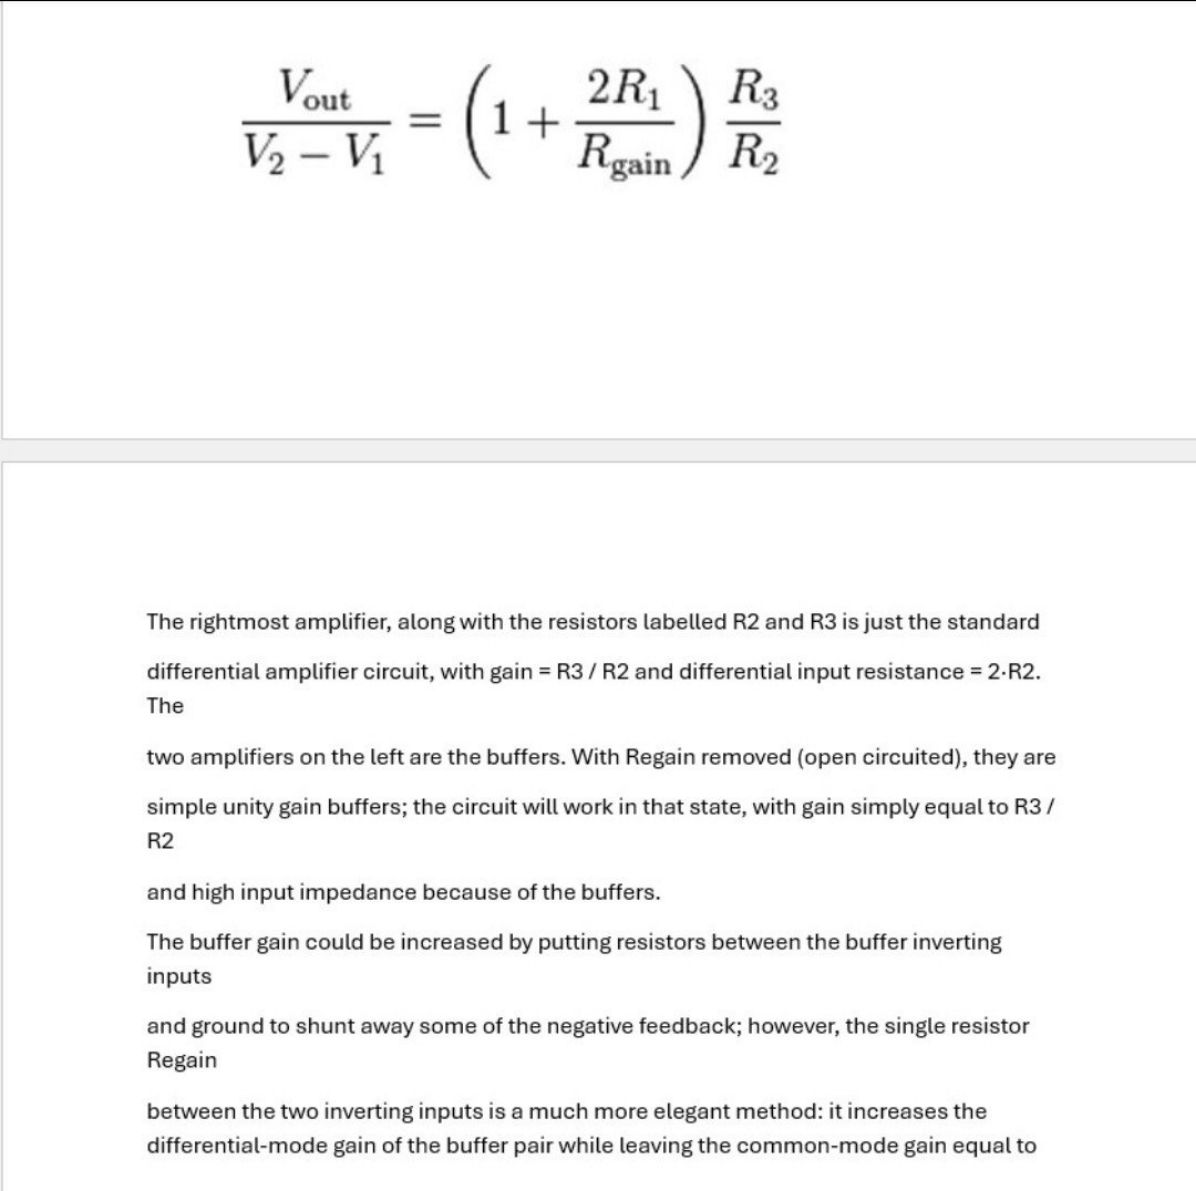 Vout / (V2 − V1) = (1 + 2R1 / Rgain) R3 / R2
The rightmost amplifier, along with the resistors labelled R2 and R3 is just the standard
differential amplifier circuit, with gain = R3 / R2 and differential input resistance = 2·R2.
The
two amplifiers on the left are the buffers. With Regain removed (open circuited), they are
simple unity gain buffers; the circuit will work in that state, with gain simply equal to R3 /
R2
and high input impedance because of the buffers.
The buffer gain could be increased by putting resistors between the buffer inverting
inputs
and ground to shunt away some of the negative feedback; however, the single resistor
Regain
between the two inverting inputs is a much more elegant method: it increases the
differential-mode gain of the buffer pair while leaving the common-mode gain equal to